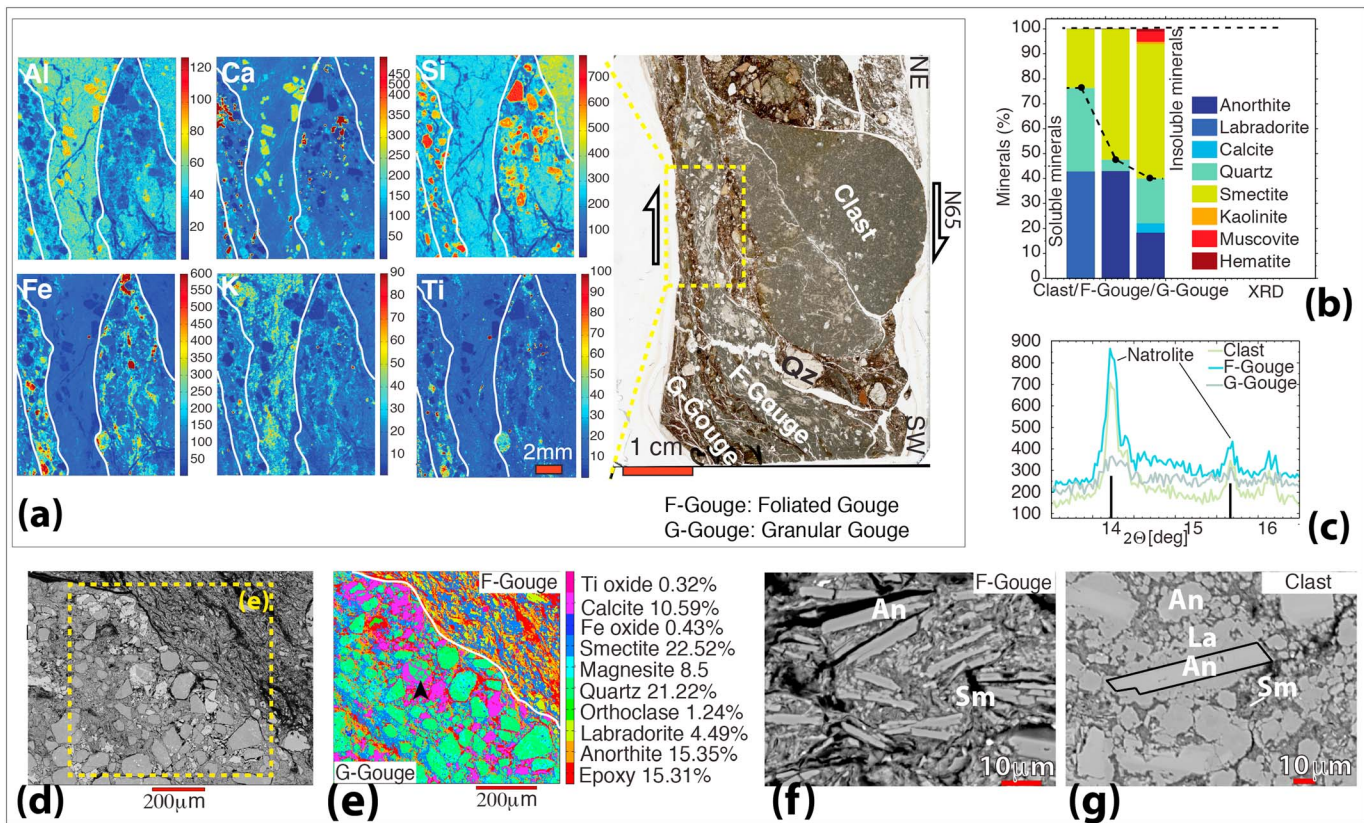 Al
120
100
80
60
40
20
Ca
450
500
400
350
300
250
200
150
100
50
Si
700
600
500
400
300
200
100
Fe
600
550
500
450
400
350
300
250
200
150
100
50
K
90
80
70
60
50
40
30
20
10
0
Ti
100
90
80
70
60
50
40
30
20
10
0
2mm
NE
Clast
N65
Qz
F-Gouge
G-Gouge
SW
1 cm
F-Gouge: Foliated Gouge
G-Gouge: Granular Gouge
(a)
100
90
80
70
60
50
40
30
20
10
0
Minerals (%)
Soluble minerals
Insoluble minerals
Anorthite
Labradorite
Calcite
Quartz
Smectite
Kaolinite
Muscovite
Hematite
Clast/F-Gouge/G-Gouge XRD
(b)
900
800
700
600
500
400
300
200
100
Natrolite
Clast
F-Gouge
G-Gouge
14 15 16
2Θ[deg]
(c)
(e)
(d)
200μm
F-Gouge
G-Gouge
Ti oxide 0.32%
Calcite 10.59%
Fe oxide 0.43%
Smectite 22.52%
Magnesite 8.5
Quartz 21.22%
Orthoclase 1.24%
Labradorite 4.49%
Anorthite 15.35%
Epoxy 15.31%
(e)
200μm
F-Gouge
An
Sm
10μm
(f)
Clast
An
La
An
Sm
10μm
(g)